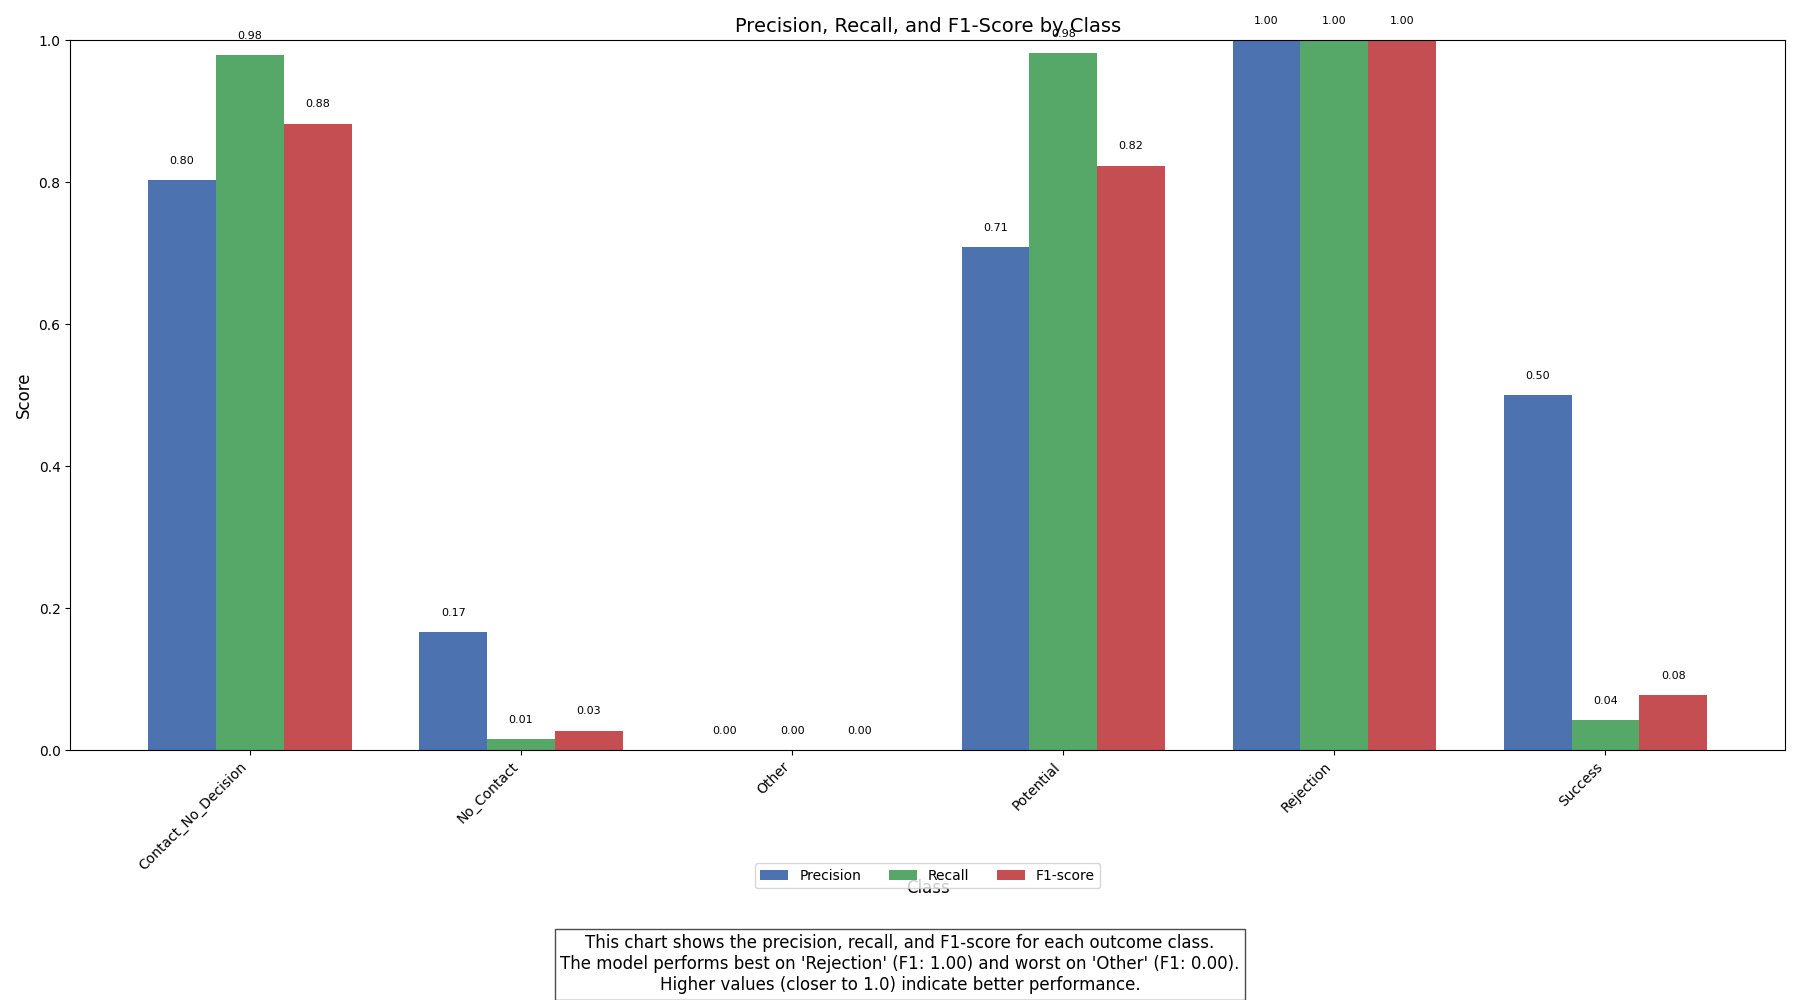 Precision, Recall, and F1-Score by Class
1.00 1.00 1.00
0.98 0.98
0.88
0.80
0.82
0.71
0.50
0.17
0.01 0.03
0.00 0.00 0.00
0.04 0.08
Score
1.0
0.8
0.6
0.4
0.2
0.0
Contact_No_Decision
No_Contact
Other
Potential
Rejection
Success
Precision Recall F1-score
Class
This chart shows the precision, recall, and F1-score for each outcome class.
The model performs best on 'Rejection' (F1: 1.00) and worst on 'Other' (F1: 0.00).
Higher values (closer to 1.0) indicate better performance.